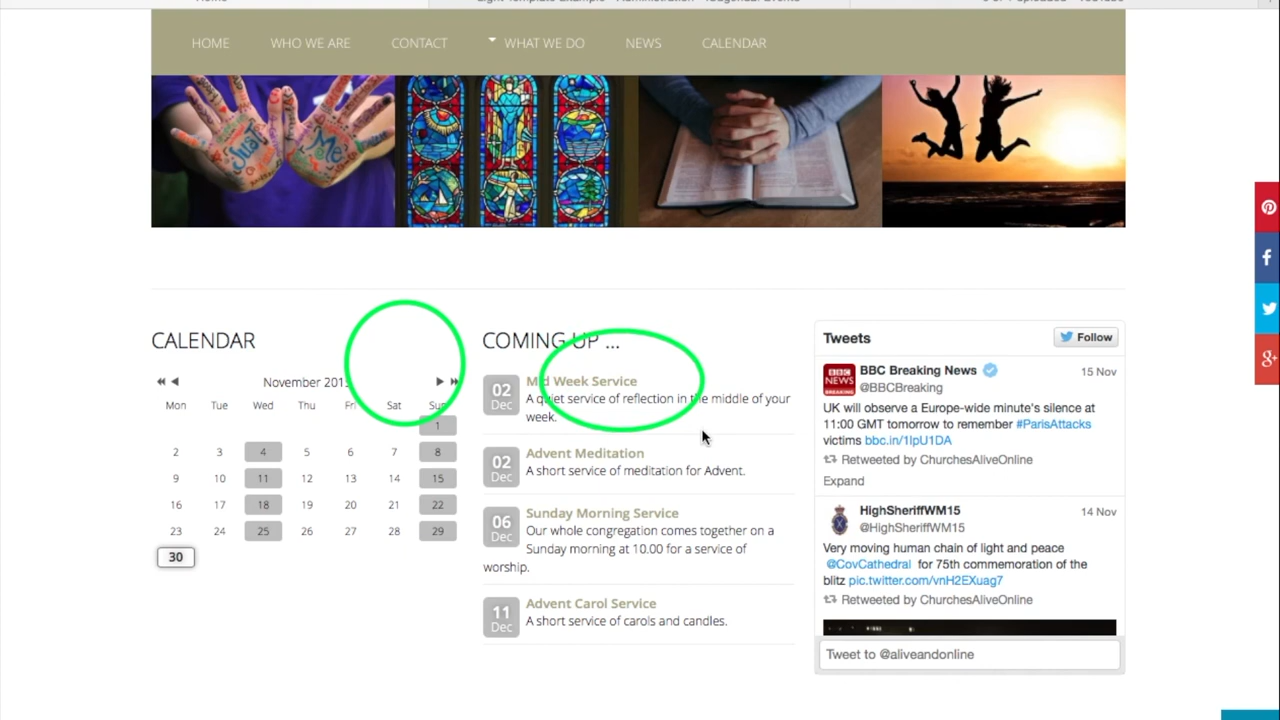 HOME WHO WE ARE CONTACT WHAT WE DO NEWS CALENDAR
Just Me
CALENDAR
November 201
Mon Tue Wed Thu Fri Sat Sun
1
2 3 4 5 6 7 8
9 10 11 12 13 14 15
16 17 18 19 20 21 22
23 24 25 26 27 28 29
30
COMING UP ...
02 Dec
Mid Week Service
A quiet service of reflection in the middle of your
week.
02 Dec
Advent Meditation
A short service of meditation for Advent.
06 Dec
Sunday Morning Service
Our whole congregation comes together on a
Sunday morning at 10.00 for a service of
worship.
11 Dec
Advent Carol Service
A short service of carols and candles.
Tweets
Follow
BBC NEWS
BBC Breaking News 15 Nov
@BBCBreaking
UK will observe a Europe-wide minute's silence at
11:00 GMT tomorrow to remember #ParisAttacks
victims bbc.in/1IpU1DA
Retweeted by ChurchesAliveOnline
Expand
HighSheriffWM15 14 Nov
@HighSheriffWM15
Very moving human chain of light and peace
@CovCathedral for 75th commemoration of the
blitz pic.twitter.com/vnH2EXuag7
Retweeted by ChurchesAliveOnline
Tweet to @aliveandonline